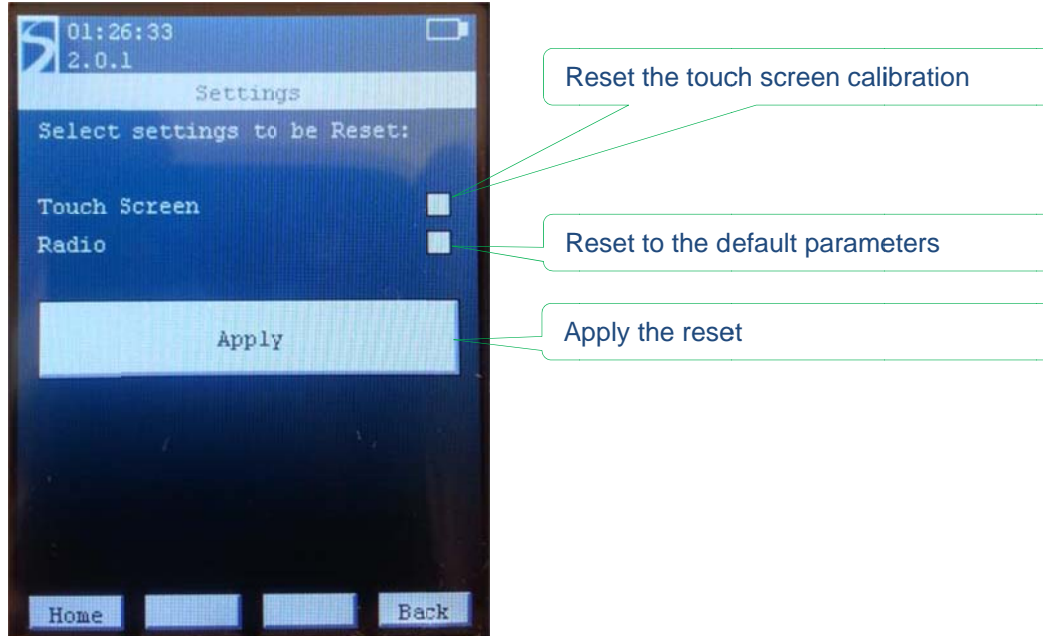 01:26:33
2.0.1
Settings
Select settings to be Reset:
Touch Screen
Radio
Apply
Home
Back
Reset the touch screen calibration
Reset to the default parameters
Apply the reset